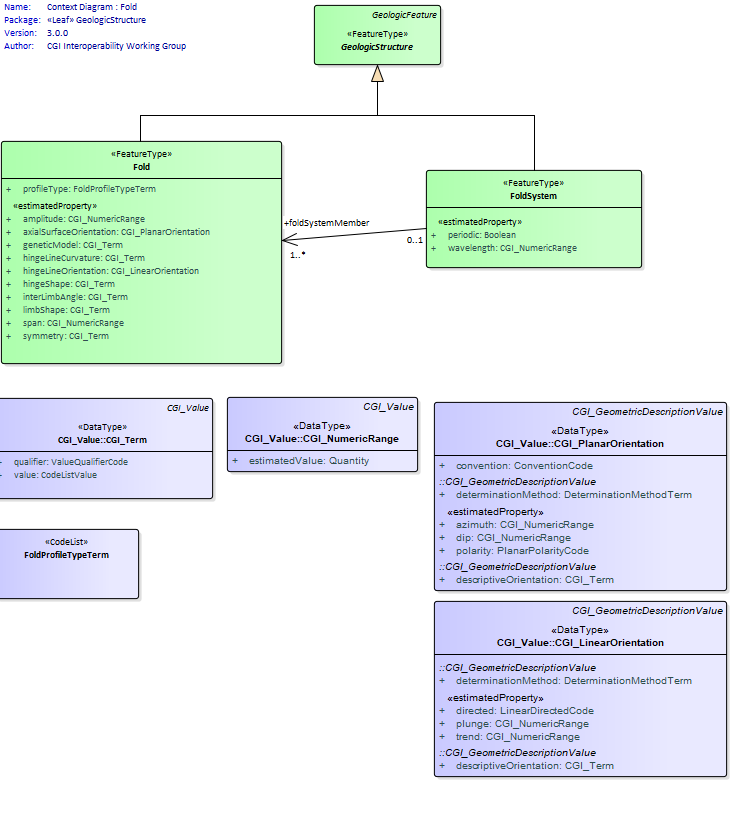 Name: Context Diagram : Fold
Package: «Leaf» GeologicStructure
Version: 3.0.0
Author: CGI Interoperability Working Group
GeologicFeature
«FeatureType»
GeologicStructure
«FeatureType»
Fold
+ profileType: FoldProfileTypeTerm
«estimatedProperty»
+ amplitude: CGI_NumericRange
+ axialSurfaceOrientation: CGI_PlanarOrientation
+ geneticModel: CGI_Term
+ hingeLineCurvature: CGI_Term
+ hingeLineOrientation: CGI_LinearOrientation
+ hingeShape: CGI_Term
+ interLimbAngle: CGI_Term
+ limbShape: CGI_Term
+ span: CGI_NumericRange
+ symmetry: CGI_Term
+foldSystemMember
1..*
0..1
«FeatureType»
FoldSystem
«estimatedProperty»
+ periodic: Boolean
+ wavelength: CGI_NumericRange
CGI_Value
«DataType»
CGI_Value::CGI_Term
+ qualifier: ValueQualifierCode
+ value: CodeListValue
CGI_Value
«DataType»
CGI_Value::CGI_NumericRange
+ estimatedValue: Quantity
CGI_GeometricDescriptionValue
«DataType»
CGI_Value::CGI_PlanarOrientation
+ convention: ConventionCode
::CGI_GeometricDescriptionValue
+ determinationMethod: DeterminationMethodTerm
«estimatedProperty»
+ azimuth: CGI_NumericRange
+ dip: CGI_NumericRange
+ polarity: PlanarPolarityCode
::CGI_GeometricDescriptionValue
+ descriptiveOrientation: CGI_Term
«CodeList»
FoldProfileTypeTerm
CGI_GeometricDescriptionValue
«DataType»
CGI_Value::CGI_LinearOrientation
::CGI_GeometricDescriptionValue
+ determinationMethod: DeterminationMethodTerm
«estimatedProperty»
+ directed: LinearDirectedCode
+ plunge: CGI_NumericRange
+ trend: CGI_NumericRange
::CGI_GeometricDescriptionValue
+ descriptiveOrientation: CGI_Term